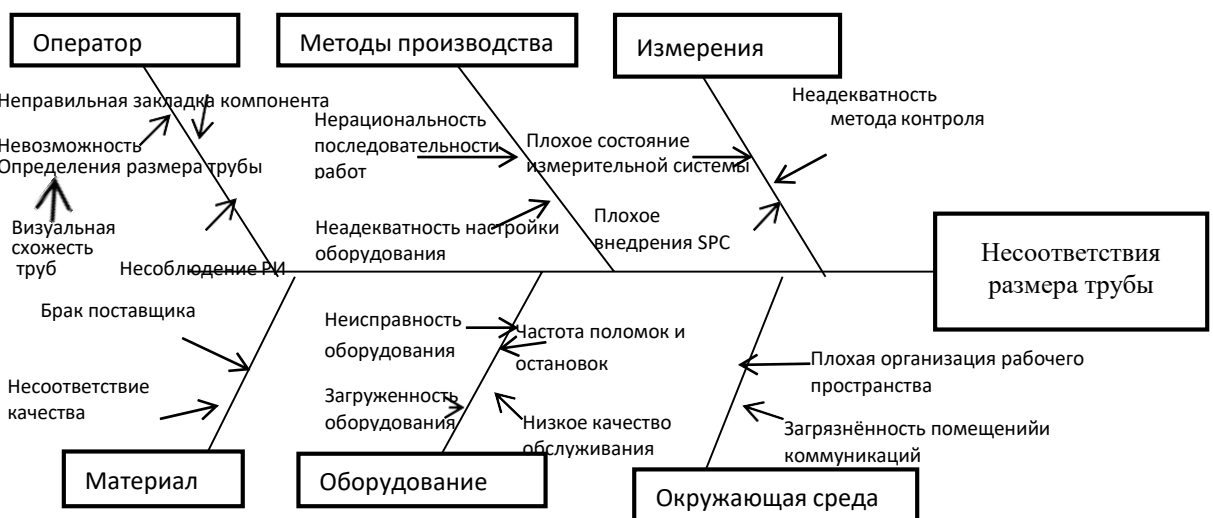 Оператор
Методы производства
Измерения
Неправильная закладка компонента
Невозможность
Определения размера трубы
Визуальная
схожесть
труб
Несоблюдение РИ
Нерациональность
последовательности
работ
Неадекватность настройки
оборудования
Плохое состояние
измерительной системы
Плохое
внедрения SPC
Неадекватность
метода контроля
Несоответствия
размера трубы
Брак поставщика
Несоответствие
качества
Неисправность
оборудования
Частота поломок и
остановок
Загруженность
оборудования
Низкое качество
обслуживания
Плохая организация рабочего
пространства
Загрязнённость помещенийи
коммуникаций
Материал
Оборудование
Окружающая среда